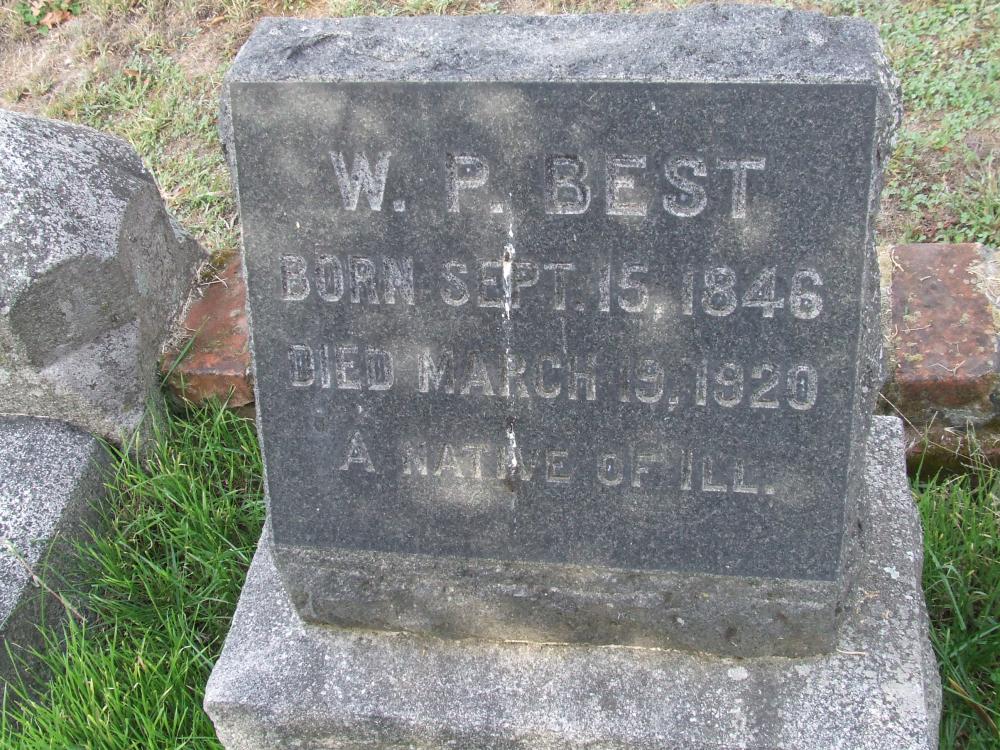 W. P. BEST
BORN SEPT. 15, 1846
DIED MARCH 19, 1920
A NATIVE OF ILL.